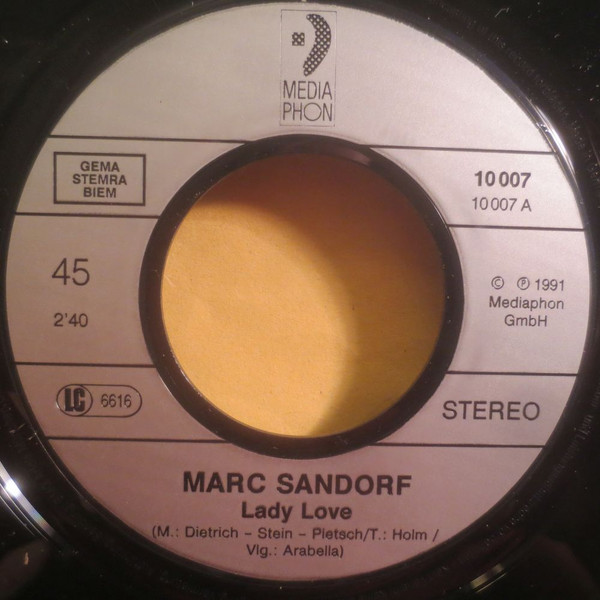 MEDIA
PHON
GEMA
STEMRA
BIEM
10 007
10 007 A
45
2'40
© ℗ 1991
Mediaphon
GmbH
LC 6616
STEREO
MARC SANDORF
Lady Love
(M.: Dietrich – Stein – Pletsch/T.: Holm /
Vlg.: Arabella)